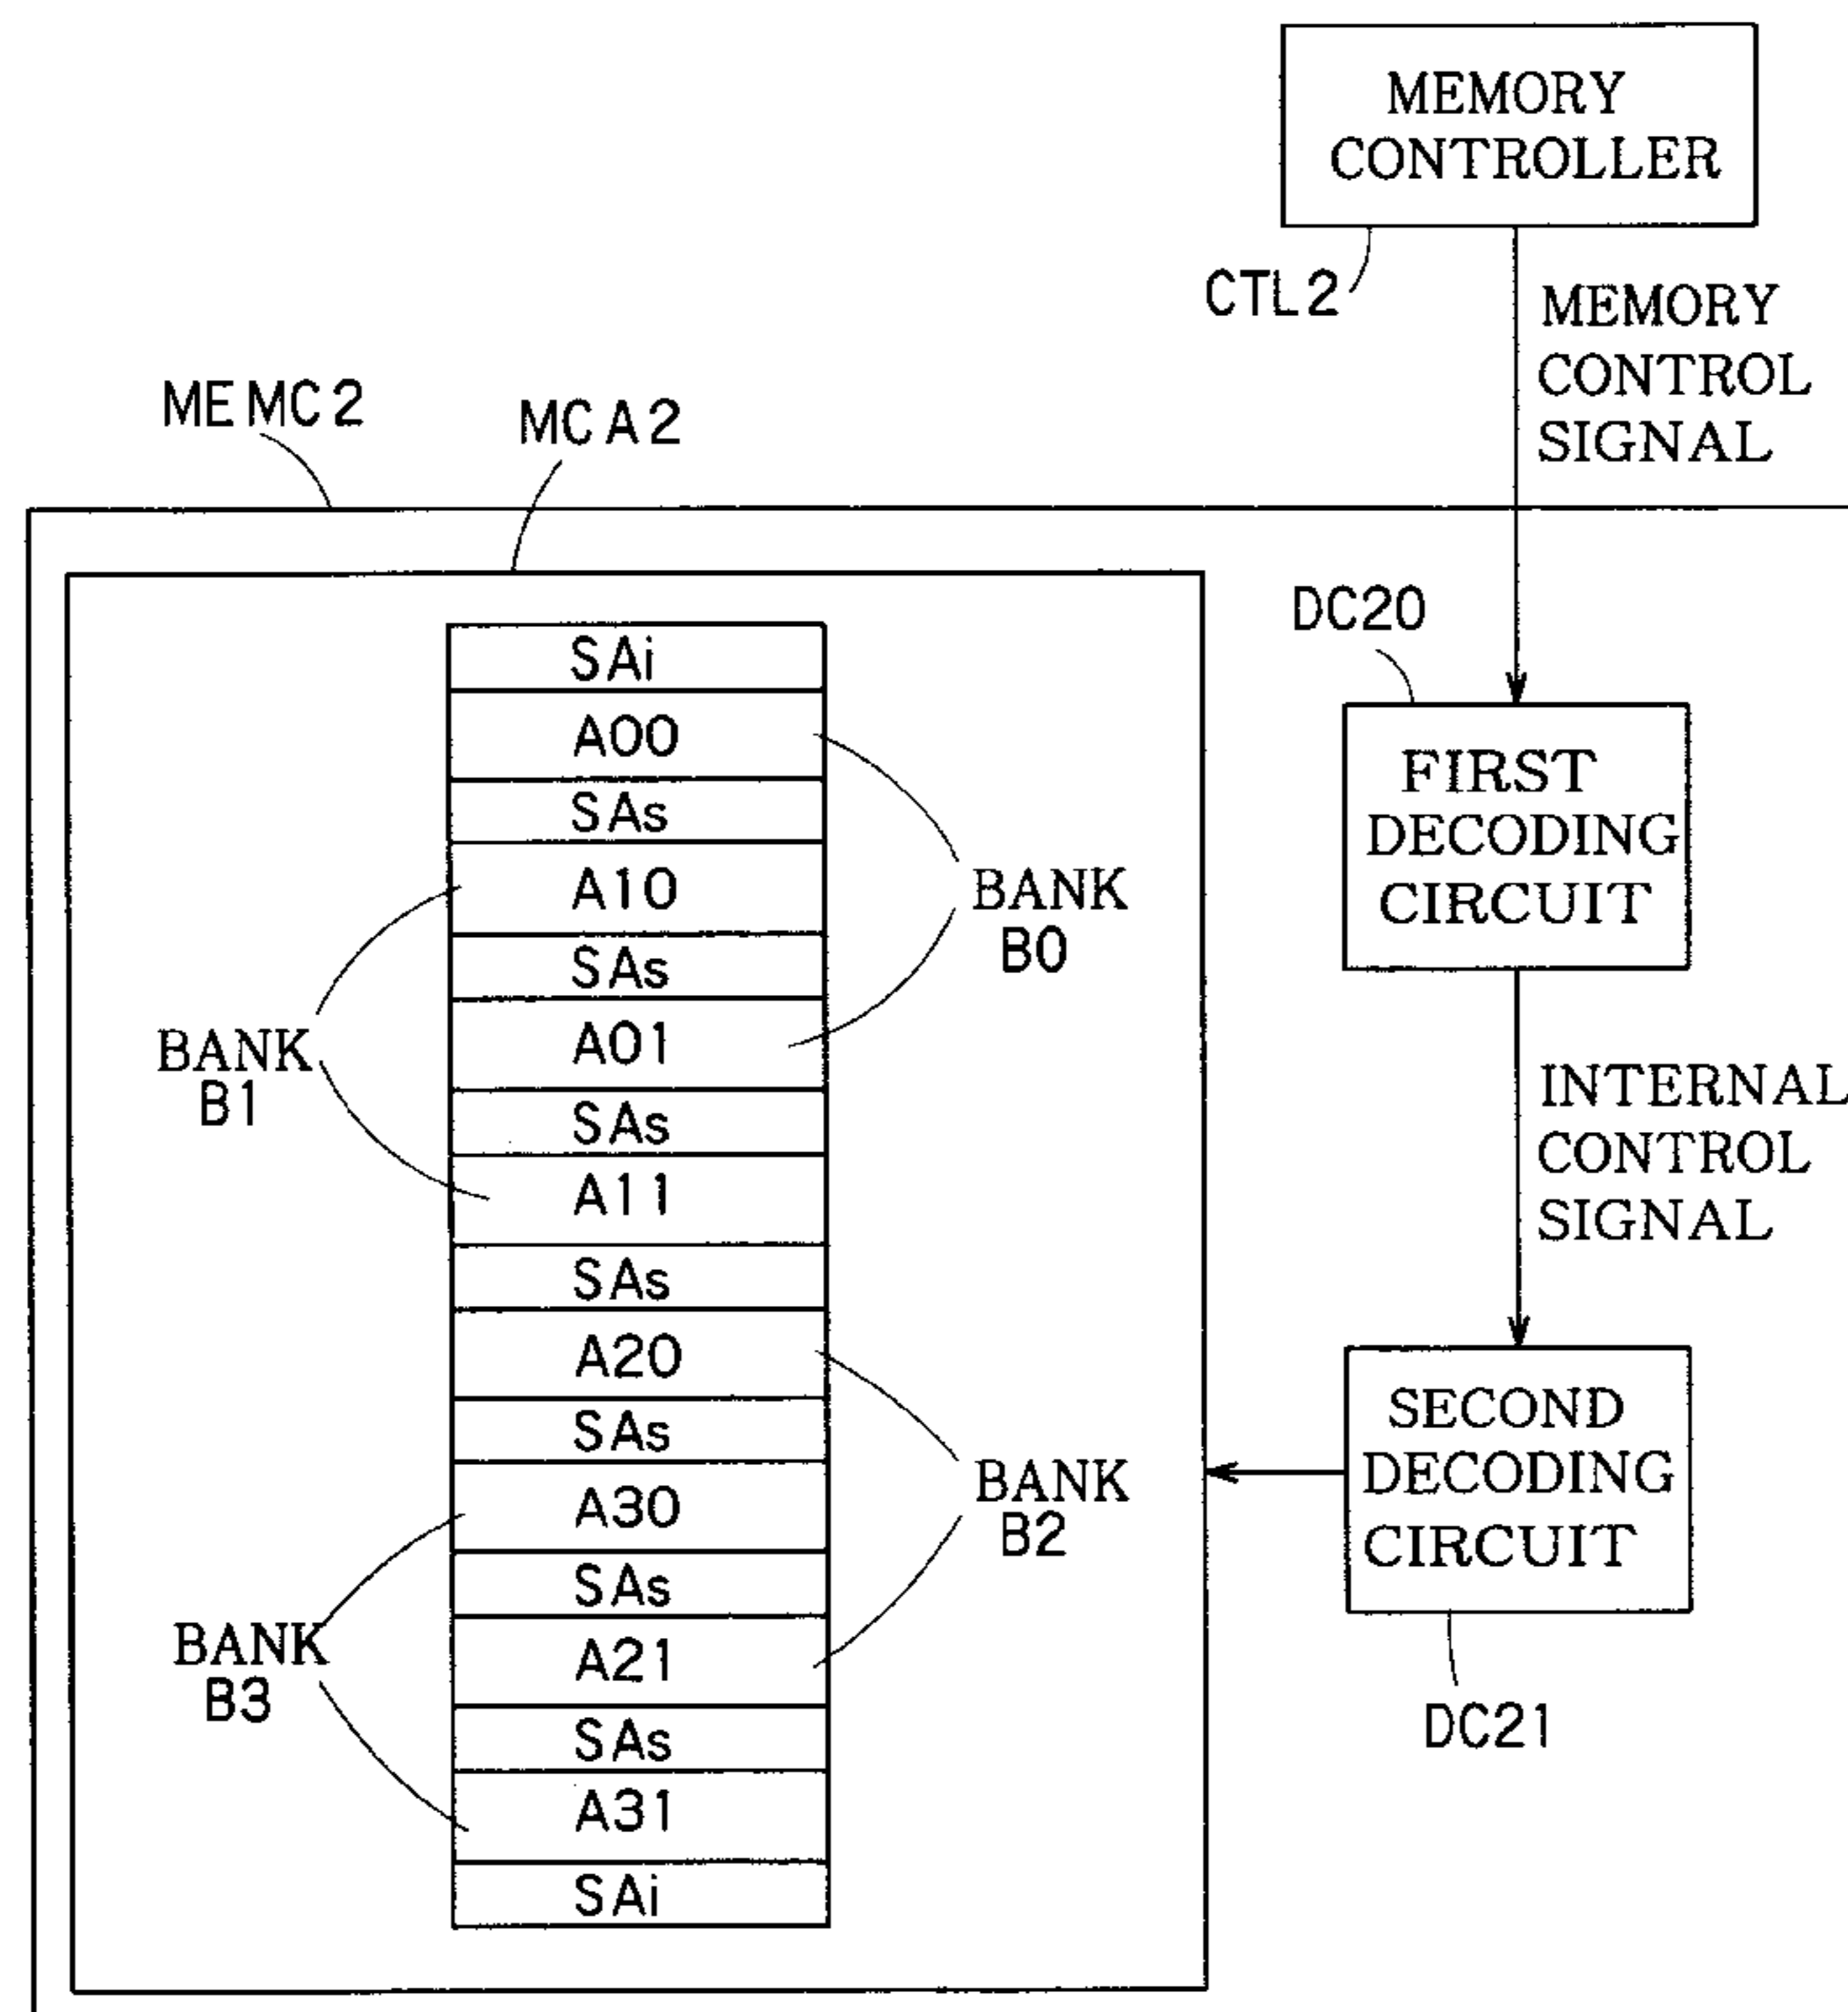 MEMORY
CONTROLLER
CTL2
MEMORY
CONTROL
SIGNAL
MEMC2
MCA2
DC20
SAi
A00
SAs
A10
SAs
A01
SAs
A11
SAs
A20
SAs
A30
SAs
A21
SAs
A31
SAi
BANK
B0
BANK
B1
BANK
B2
BANK
B3
FIRST
DECODING
CIRCUIT
INTERNAL
CONTROL
SIGNAL
SECOND
DECODING
CIRCUIT
DC21